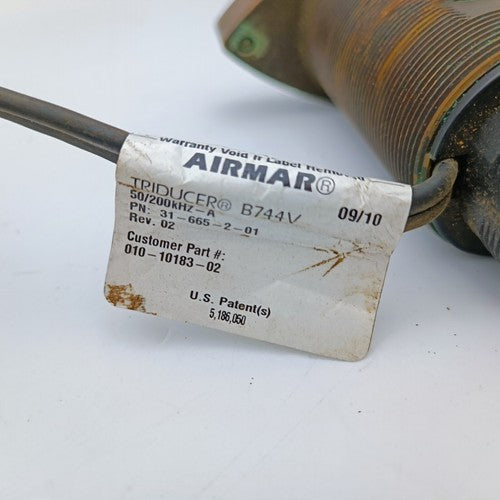 Warranty Void If Label Removed
AIRMAR®
TRIDUCER® B744V 09/10
50/200kHz-A
PN: 31-665-2-01
Rev. 02
Customer Part #:
010-10183-02
U.S. Patent(s)
5,186,050